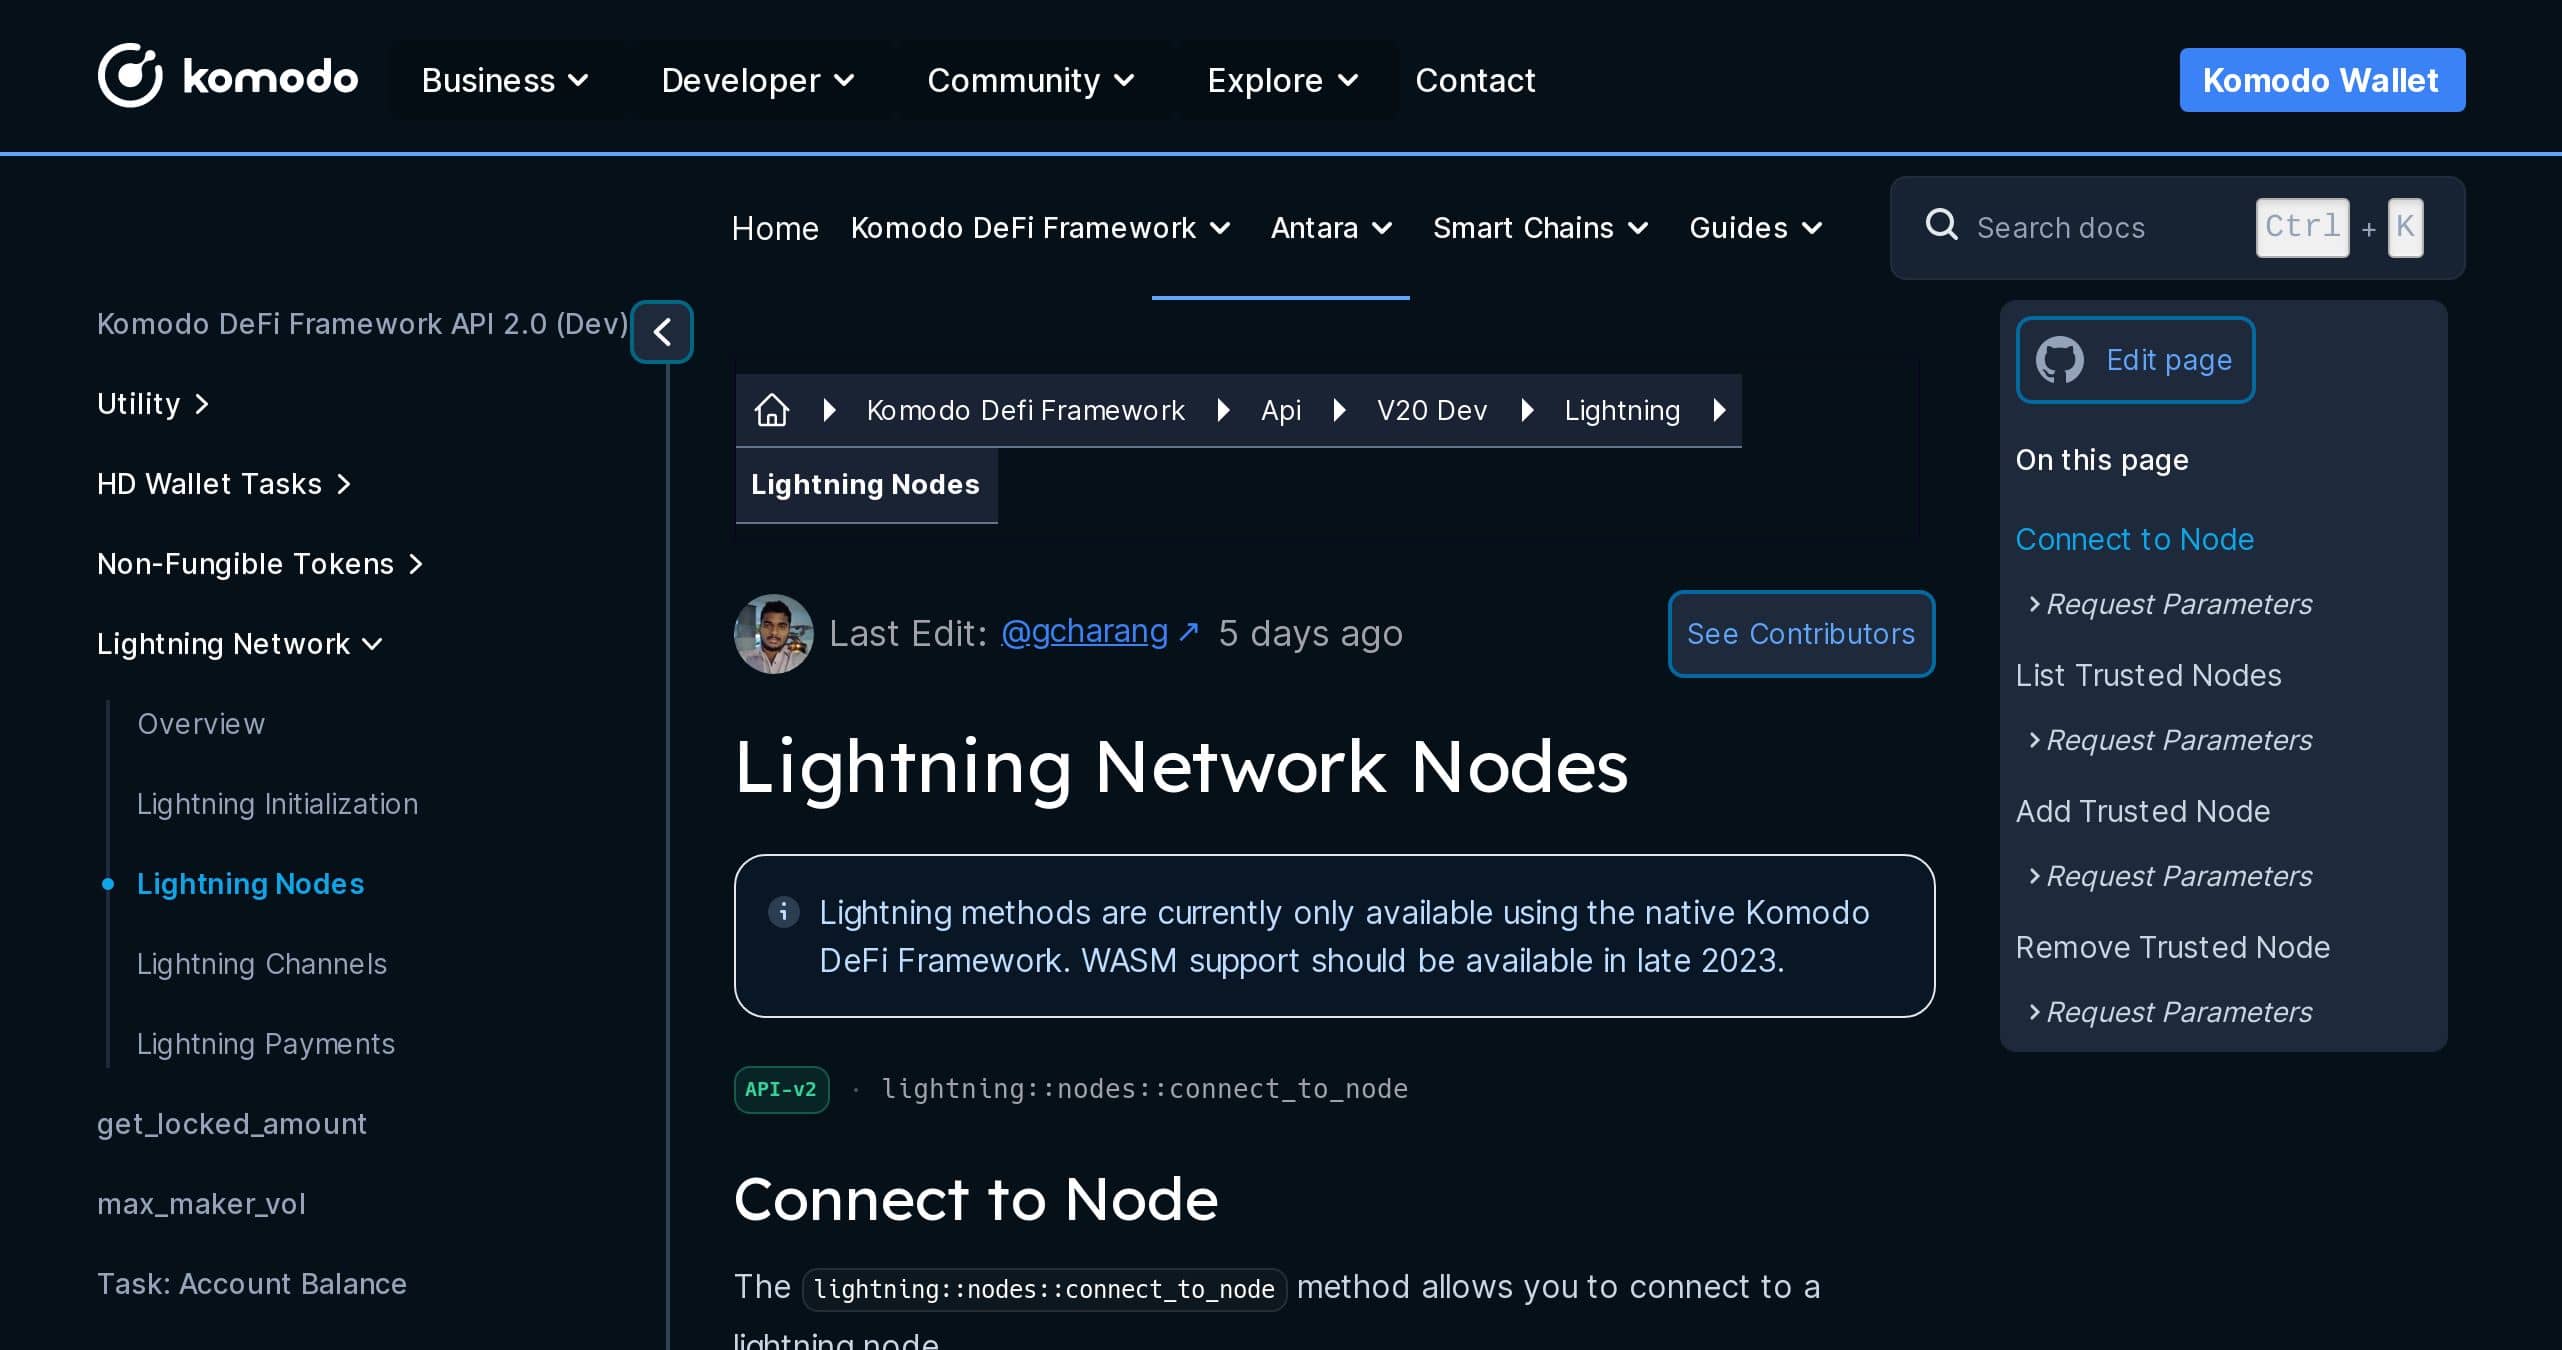 komodo
Business
Developer
Community
Explore
Contact
Komodo Wallet
Home
Komodo DeFi Framework
Antara
Smart Chains
Guides
Search docs
Ctrl + K
Komodo DeFi Framework API 2.0 (Dev)
Utility
HD Wallet Tasks
Non-Fungible Tokens
Lightning Network
Overview
Lightning Initialization
Lightning Nodes
Lightning Channels
Lightning Payments
get_locked_amount
max_maker_vol
Task: Account Balance
Komodo Defi Framework
Api
V20 Dev
Lightning
Lightning Nodes
Last Edit: @gcharang ↗ 5 days ago
See Contributors
Lightning Network Nodes
Lightning methods are currently only available using the native Komodo
DeFi Framework. WASM support should be available in late 2023.
API-v2 · lightning::nodes::connect_to_node
Connect to Node
The lightning::nodes::connect_to_node method allows you to connect to a
lightning node.
Edit page
On this page
Connect to Node
Request Parameters
List Trusted Nodes
Request Parameters
Add Trusted Node
Request Parameters
Remove Trusted Node
Request Parameters